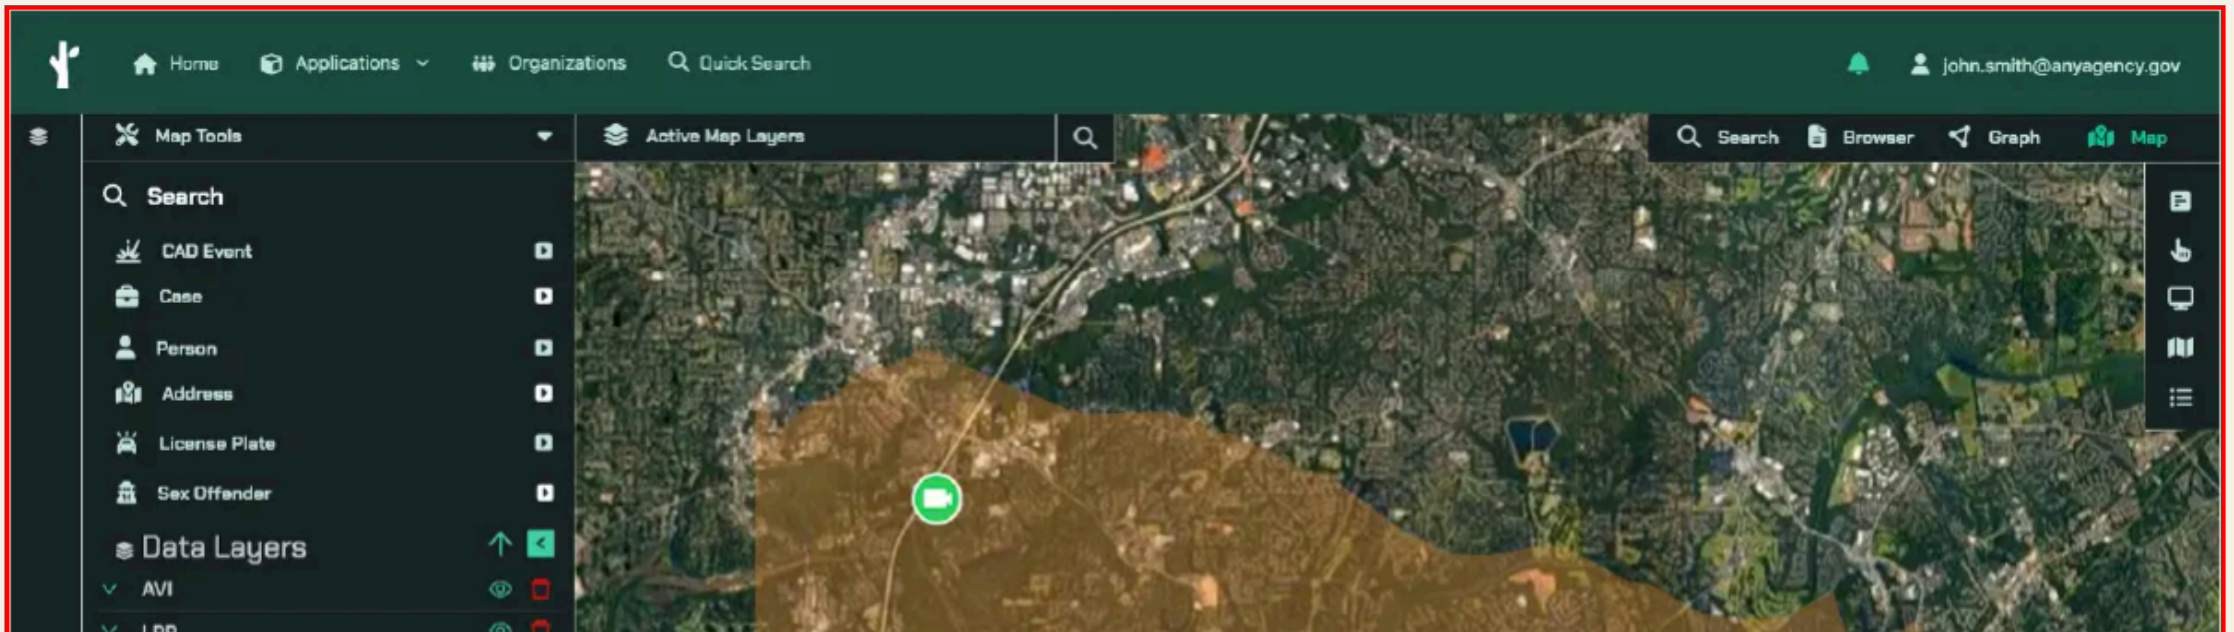 Home Applications Organizations Quick Search john.smith@anyagency.gov
Map Tools Active Map Layers Search Browser Graph Map
Search
CAD Event
Case
Person
Address
License Plate
Sex Offender
Data Layers
AVI
LPR